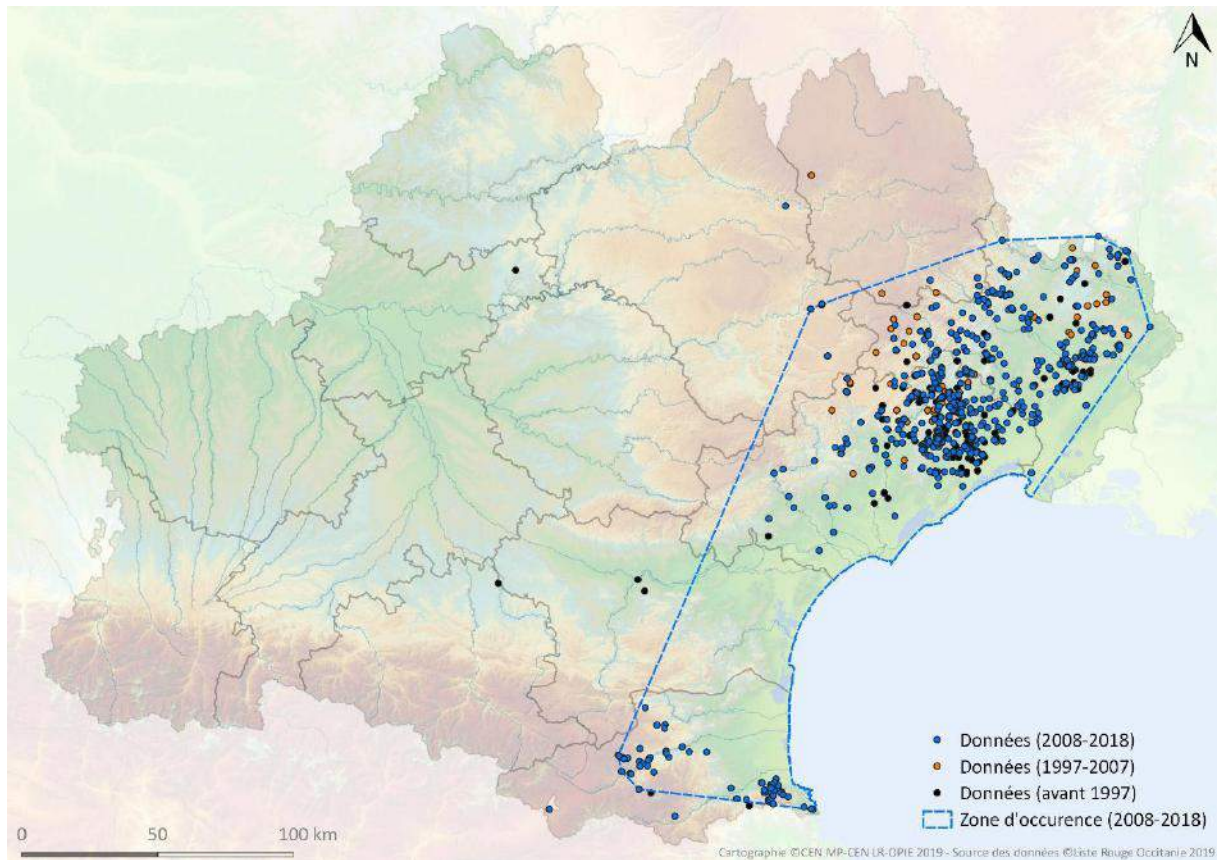 N
Données (2008-2018)
Données (1997-2007)
Données (avant 1997)
Zone d'occurence (2008-2018)
0 50 100 km
Cartographie ©CEN MP-CEN LR-OPIE 2019 - Source des données ©Liste Rouge Occitanie 2019